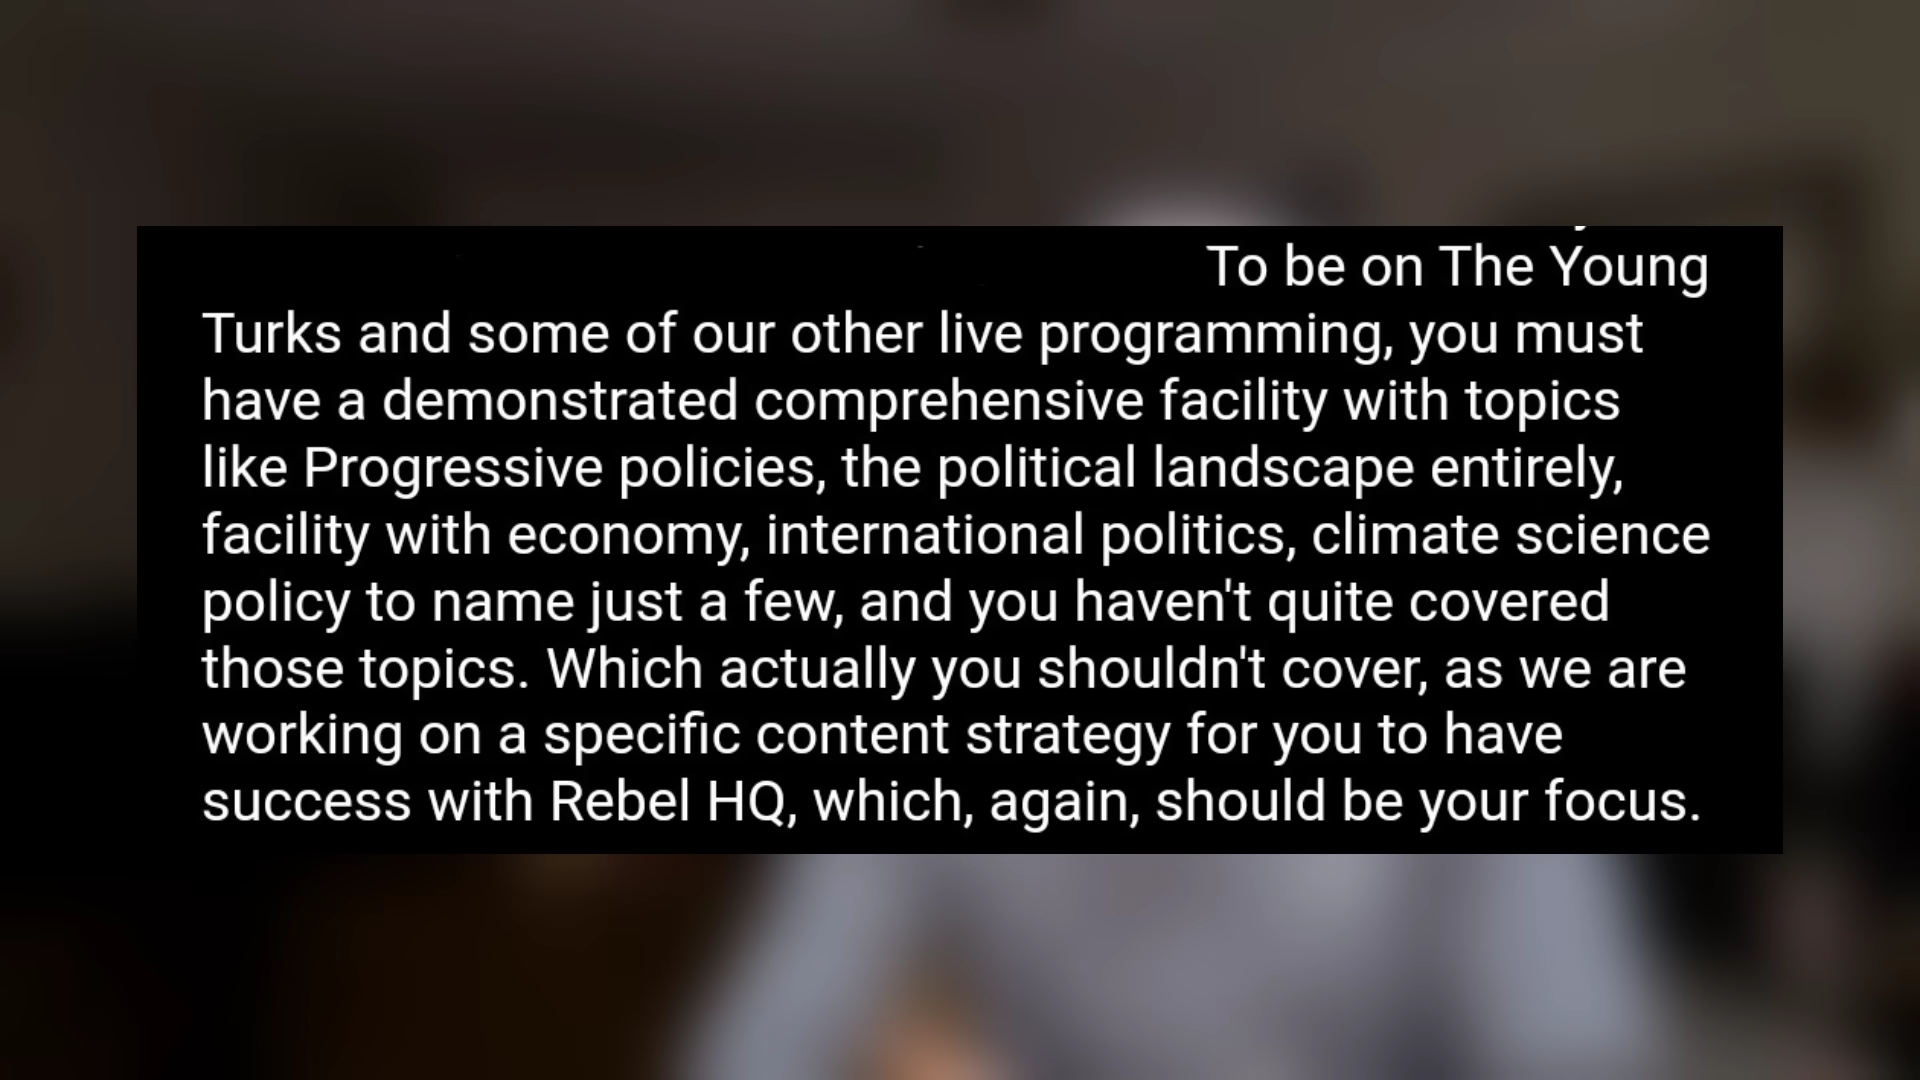 To be on The Young
Turks and some of our other live programming, you must
have a demonstrated comprehensive facility with topics
like Progressive policies, the political landscape entirely,
facility with economy, international politics, climate science
policy to name just a few, and you haven't quite covered
those topics. Which actually you shouldn't cover, as we are
working on a specific content strategy for you to have
success with Rebel HQ, which, again, should be your focus.